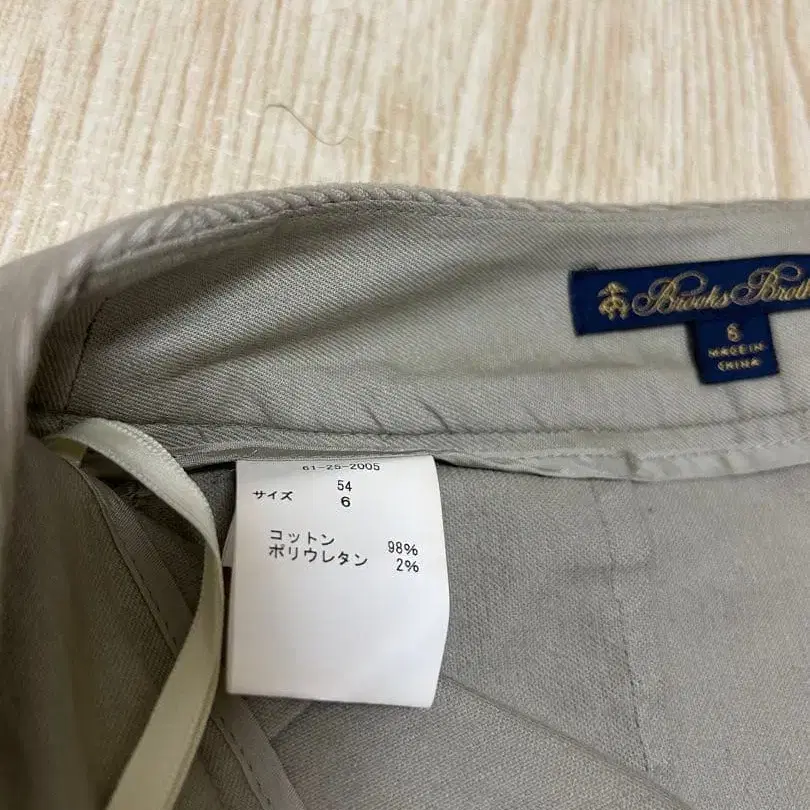 Brooks Broth
6
MADE IN
CHINA
61-25-2005
54
サイズ 6
コットン 98%
ポリウレタン 2%